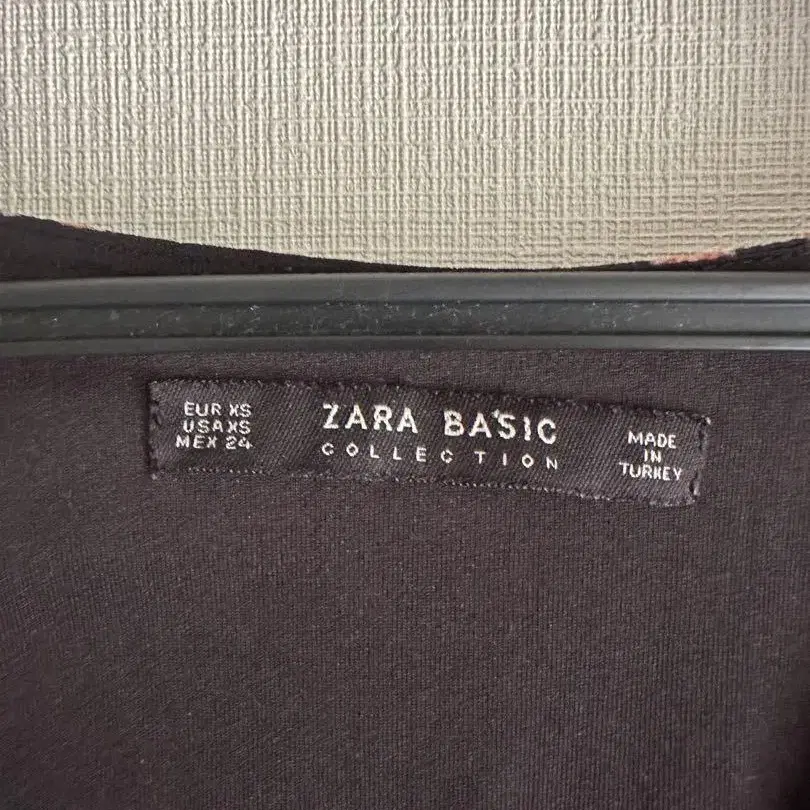 EUR XS
USA XS
MEX 24
ZARA BASIC
COLLECTION
MADE
IN
TURKEY